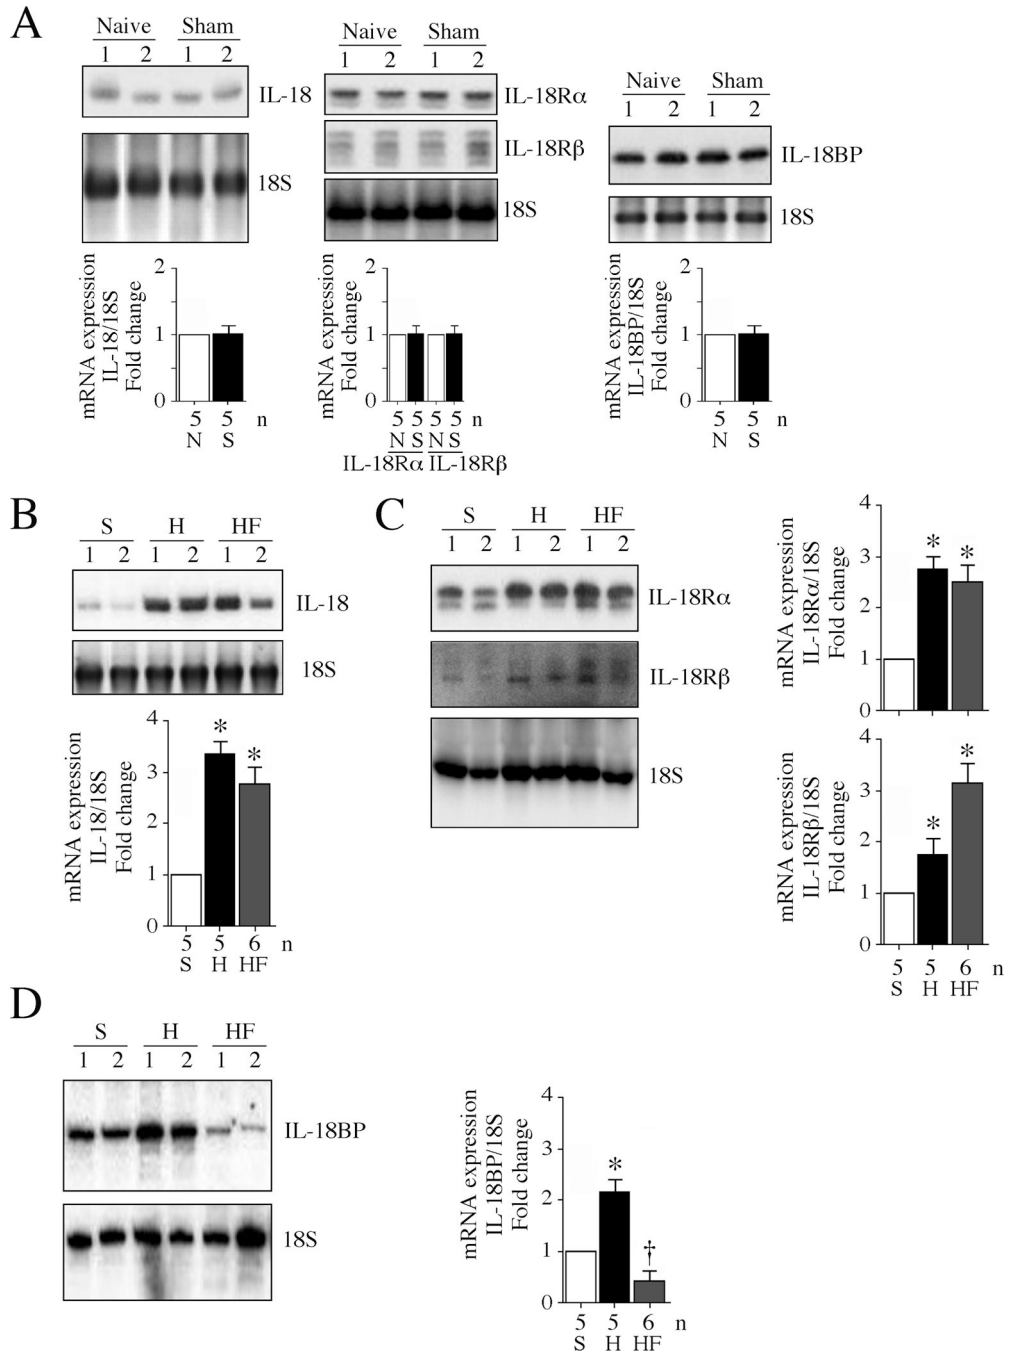 A
Naive Sham
1 2 1 2
IL-18
18S
mRNA expression
IL-18/18S
Fold change
2
1
0
5 5 n
N S
Naive Sham
1 2 1 2
IL-18Rα
IL-18Rβ
18S
mRNA expression
Fold change
2
1
0
5 5 5 5 n
N S N S
IL-18Rα IL-18Rβ
Naive Sham
1 2 1 2
IL-18BP
18S
mRNA expression
IL-18BP/18S
Fold change
2
1
0
5 5 n
N S
B
S H HF
1 2 1 2 1 2
IL-18
18S
mRNA expression
IL-18/18S
Fold change
4
3
2
1
0
* *
5 5 6 n
S H HF
C
S H HF
1 2 1 2 1 2
IL-18Rα
IL-18Rβ
18S
mRNA expression
IL-18Rα/18S
Fold change
4
3
2
1
0
* *
mRNA expression
IL-18Rβ/18S
Fold change
4
3
2
1
0
* *
5 5 6 n
S H HF
D
S H HF
1 2 1 2 1 2
IL-18BP
18S
mRNA expression
IL-18BP/18S
Fold change
4
3
2
1
0
* †
5 5 6 n
S H HF